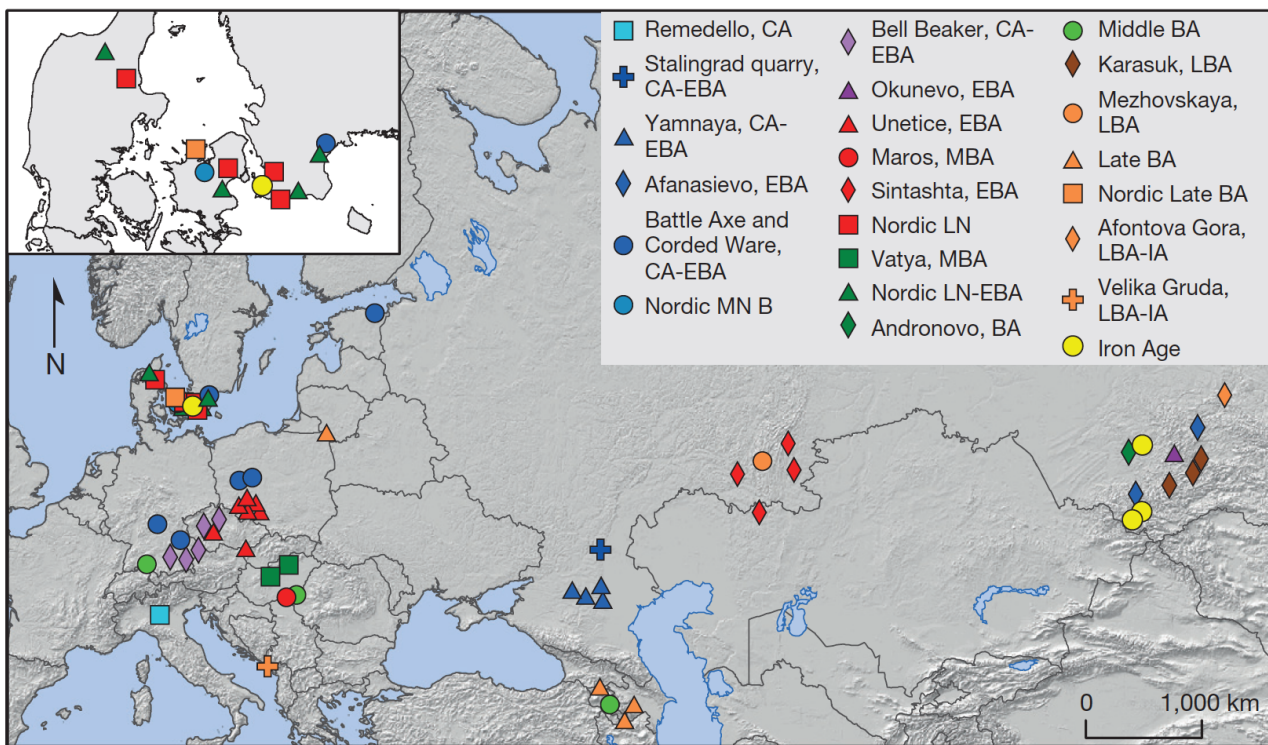 Remedello, CA
Stalingrad quarry,
CA-EBA
Yamnaya, CA-
EBA
Afanasievo, EBA
Battle Axe and
Corded Ware,
CA-EBA
Nordic MN B
Bell Beaker, CA-
EBA
Okunevo, EBA
Unetice, EBA
Maros, MBA
Sintashta, EBA
Nordic LN
Vatya, MBA
Nordic LN-EBA
Andronovo, BA
Middle BA
Karasuk, LBA
Mezhovskaya,
LBA
Late BA
Nordic Late BA
Afontova Gora,
LBA-IA
Velika Gruda,
LBA-IA
Iron Age
N
0 1,000 km